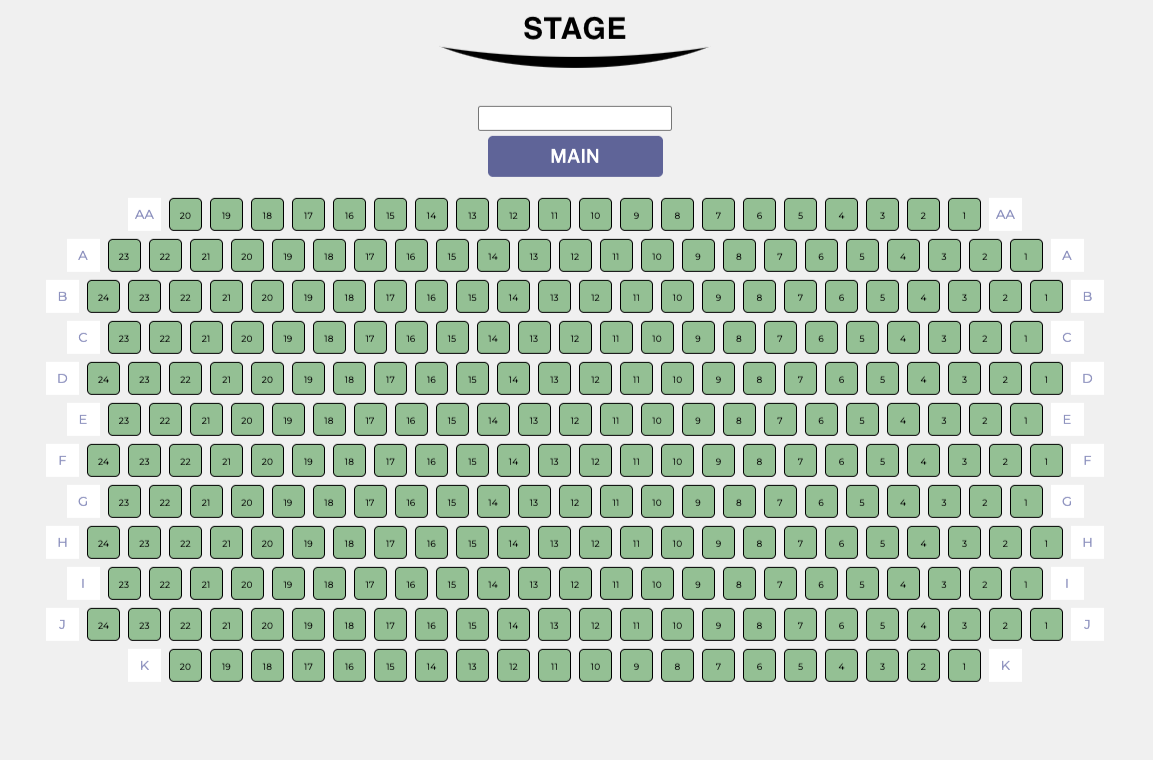 STAGE
MAIN
AA 20 19 18 17 16 15 14 13 12 11 10 9 8 7 6 5 4 3 2 1 AA
A 23 22 21 20 19 18 17 16 15 14 13 12 11 10 9 8 7 6 5 4 3 2 1 A
B 24 23 22 21 20 19 18 17 16 15 14 13 12 11 10 9 8 7 6 5 4 3 2 1 B
C 23 22 21 20 19 18 17 16 15 14 13 12 11 10 9 8 7 6 5 4 3 2 1 C
D 24 23 22 21 20 19 18 17 16 15 14 13 12 11 10 9 8 7 6 5 4 3 2 1 D
E 23 22 21 20 19 18 17 16 15 14 13 12 11 10 9 8 7 6 5 4 3 2 1 E
F 24 23 22 21 20 19 18 17 16 15 14 13 12 11 10 9 8 7 6 5 4 3 2 1 F
G 23 22 21 20 19 18 17 16 15 14 13 12 11 10 9 8 7 6 5 4 3 2 1 G
H 24 23 22 21 20 19 18 17 16 15 14 13 12 11 10 9 8 7 6 5 4 3 2 1 H
I 23 22 21 20 19 18 17 16 15 14 13 12 11 10 9 8 7 6 5 4 3 2 1 I
J 24 23 22 21 20 19 18 17 16 15 14 13 12 11 10 9 8 7 6 5 4 3 2 1 J
K 20 19 18 17 16 15 14 13 12 11 10 9 8 7 6 5 4 3 2 1 K